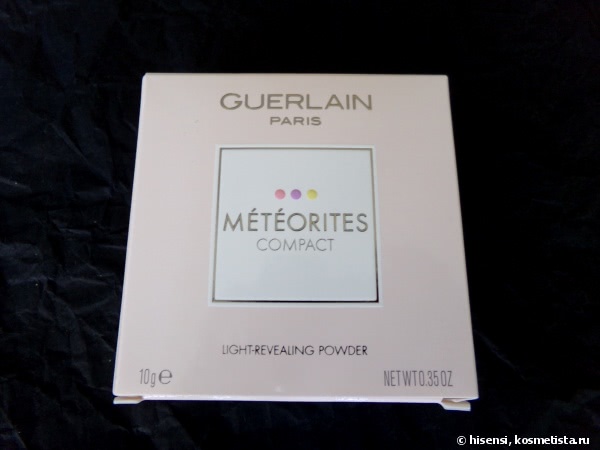 GUERLAIN
PARIS
MÉTÉORITES
COMPACT
LIGHT-REVEALING POWDER
10g ℮ NET WT 0.35 OZ
© hisensi, kosmetista.ru